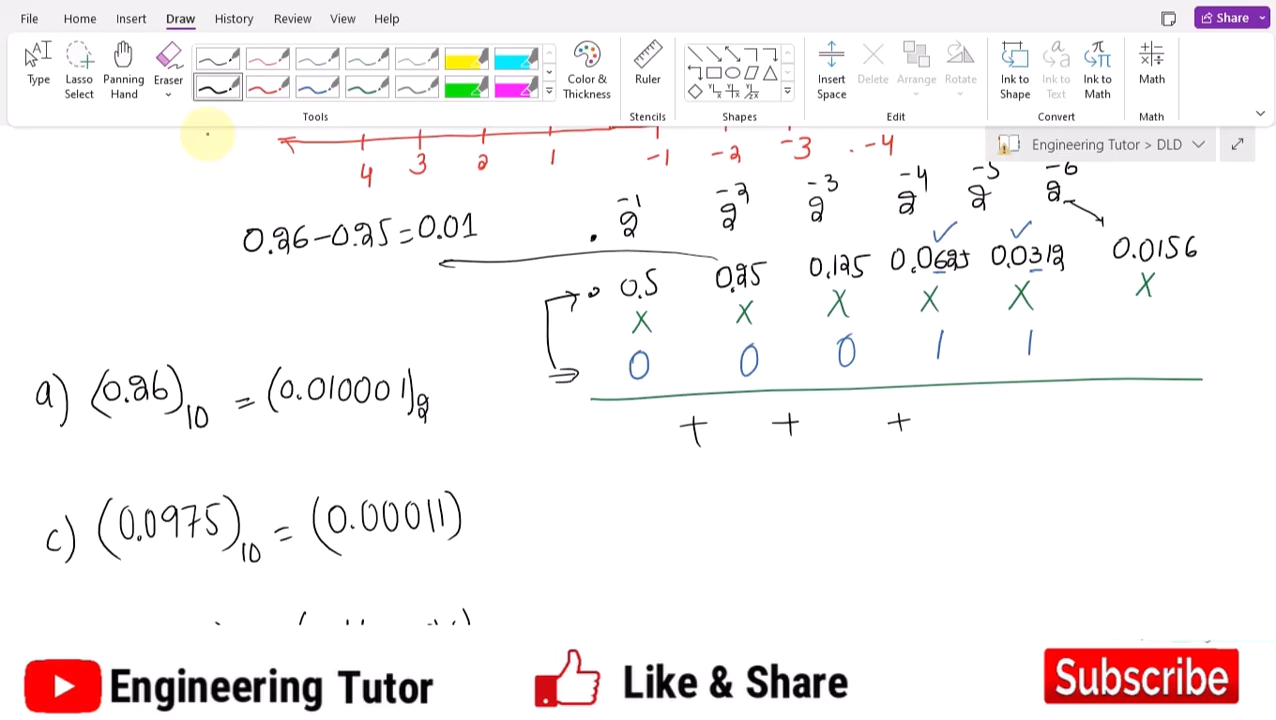 File Home Insert Draw History Review View Help Share
Type Lasso Select Panning Hand Eraser Color & Thickness Ruler Insert Space Delete Arrange Rotate Ink to Shape Ink to Text Ink to Math Math
Tools Stencils Shapes Edit Convert Math
Engineering Tutor > DLD
4 3 2 1 -1 -2 -3 . -4
. 2^-1 2^-2 2^-3 2^-4 2^-5 2^-6
0.26-0.25=0.01
0.5 0.25 0.125 0.0625 0.0312 0.0156
X X X X X X
0 0 0 1 1
a) (0.26)10 = (0.010001)2
+ + +
c) (0.0975)10 = (0.00011)
Engineering Tutor Like & Share Subscribe